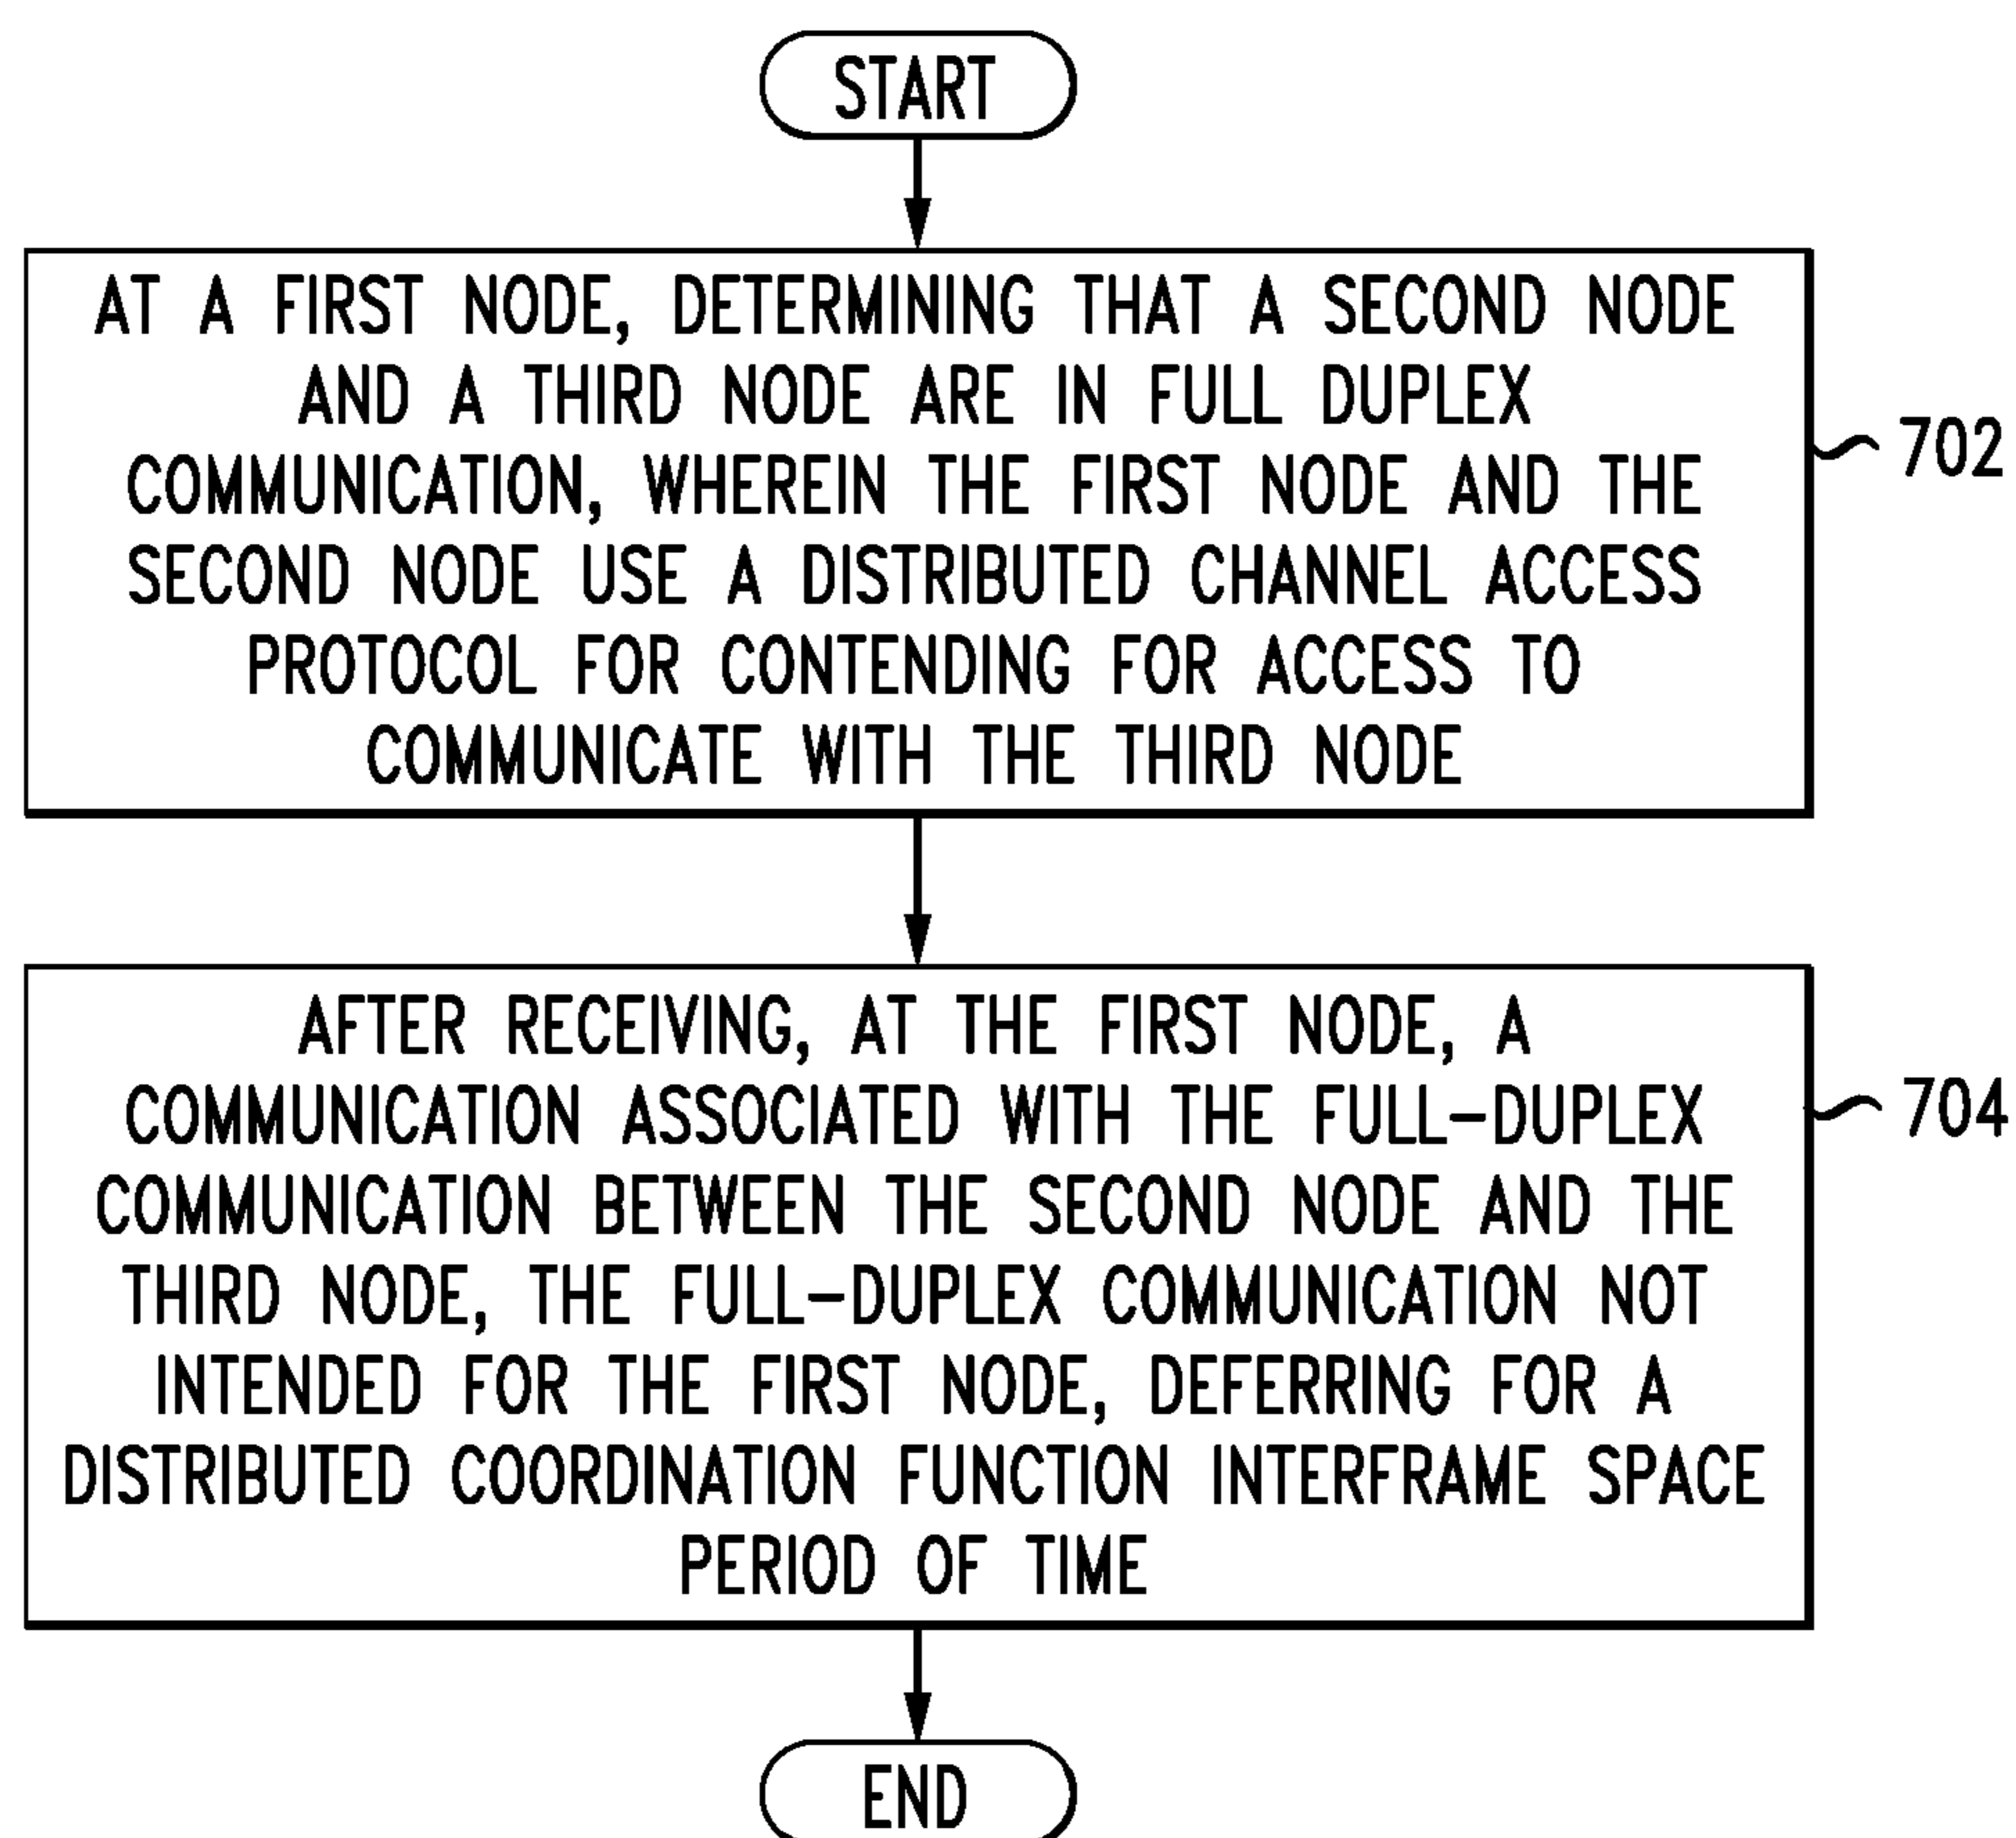 START
AT A FIRST NODE, DETERMINING THAT A SECOND NODE
AND A THIRD NODE ARE IN FULL DUPLEX
COMMUNICATION, WHEREIN THE FIRST NODE AND THE
SECOND NODE USE A DISTRIBUTED CHANNEL ACCESS
PROTOCOL FOR CONTENDING FOR ACCESS TO
COMMUNICATE WITH THE THIRD NODE
702
AFTER RECEIVING, AT THE FIRST NODE, A
COMMUNICATION ASSOCIATED WITH THE FULL-DUPLEX
COMMUNICATION BETWEEN THE SECOND NODE AND THE
THIRD NODE, THE FULL-DUPLEX COMMUNICATION NOT
INTENDED FOR THE FIRST NODE, DEFERRING FOR A
DISTRIBUTED COORDINATION FUNCTION INTERFRAME SPACE
PERIOD OF TIME
704
END